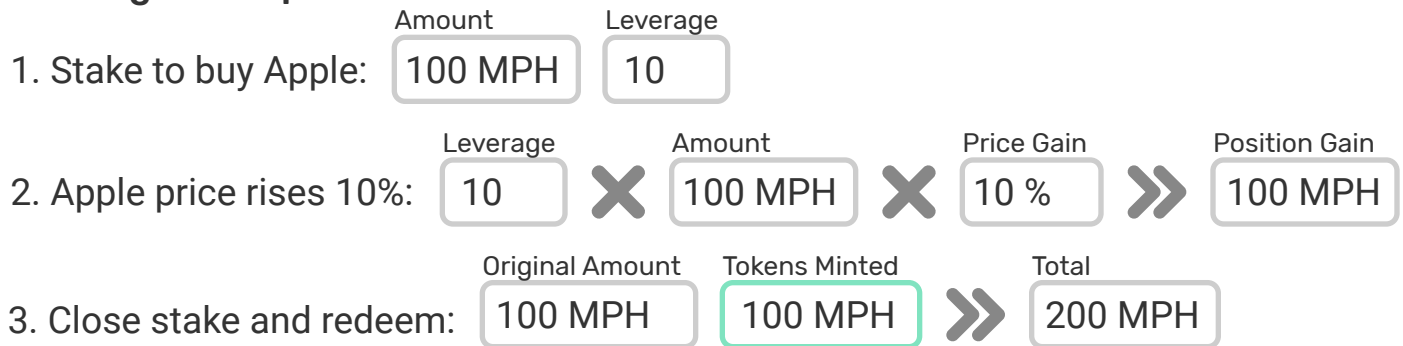 Amount Leverage
1. Stake to buy Apple: 100 MPH 10
Leverage Amount Price Gain Position Gain
2. Apple price rises 10%: 10 100 MPH 10 % 100 MPH
Original Amount Tokens Minted Total
3. Close stake and redeem: 100 MPH 100 MPH 200 MPH